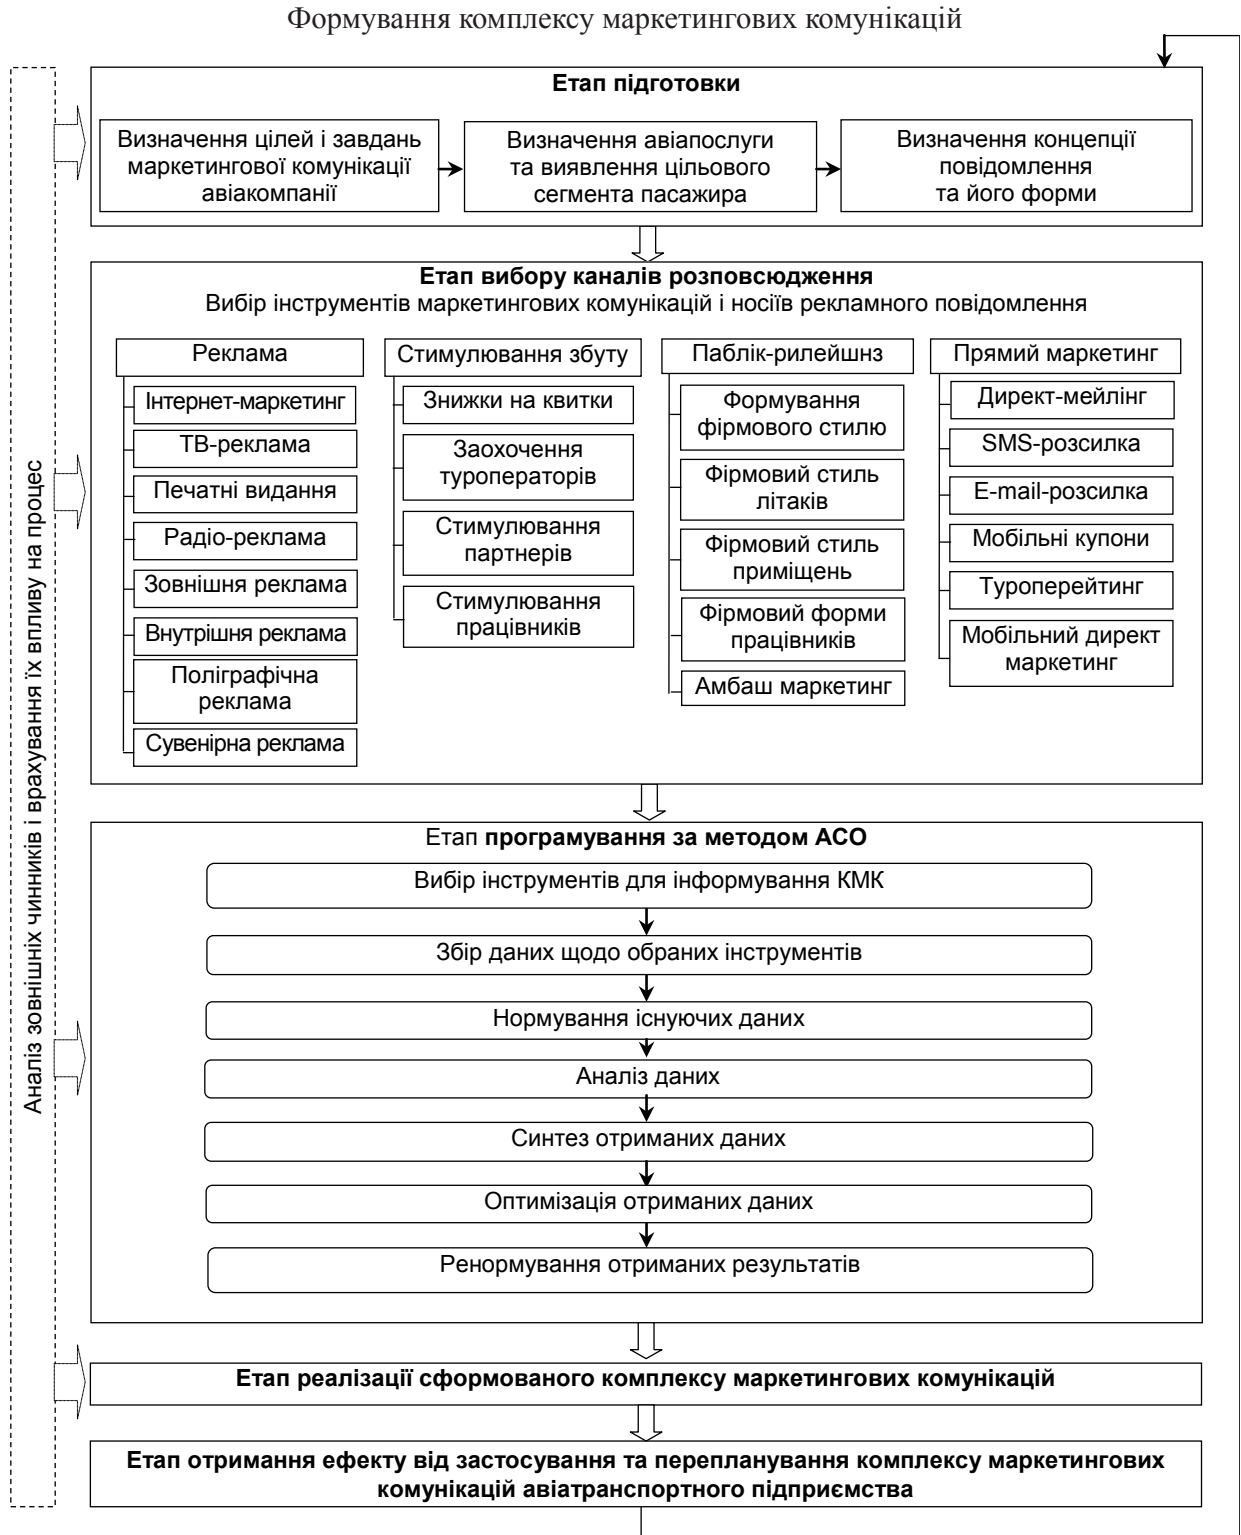 Формування комплексу маркетингових комунікацій
Аналіз зовнішніх чинників і врахування їх впливу на процес
Етап підготовки
Визначення цілей і завдань
маркетингової комунікації
авіакомпанії
Визначення авіапослуги
та виявлення цільового
сегмента пасажира
Визначення концепції
повідомлення
та його форми
Етап вибору каналів розповсюдження
Вибір інструментів маркетингових комунікацій і носіїв рекламного повідомлення
Реклама
Інтернет-маркетинг
ТВ-реклама
Печатні видання
Радіо-реклама
Зовнішня реклама
Внутрішня реклама
Поліграфічна
реклама
Сувенірна реклама
Стимулювання збуту
Знижки на квитки
Заохочення
туроператорів
Стимулювання
партнерів
Стимулювання
працівників
Паблік-рилейшнз
Формування
фірмового стилю
Фірмовий стиль
літаків
Фірмовий стиль
приміщень
Фірмовий форми
працівників
Амбаш маркетинг
Прямий маркетинг
Директ-мейлінг
SMS-розсилка
E-mail-розсилка
Мобільні купони
Туроперейтинг
Мобільний директ
маркетинг
Етап програмування за методом АСО
Вибір інструментів для інформування КМК
Збір даних щодо обраних інструментів
Нормування існуючих даних
Аналіз даних
Синтез отриманих даних
Оптимізація отриманих даних
Ренормування отриманих результатів
Етап реалізації сформованого комплексу маркетингових комунікацій
Етап отримання ефекту від застосування та перепланування комплексу маркетингових
комунікацій авіатранспортного підприємства